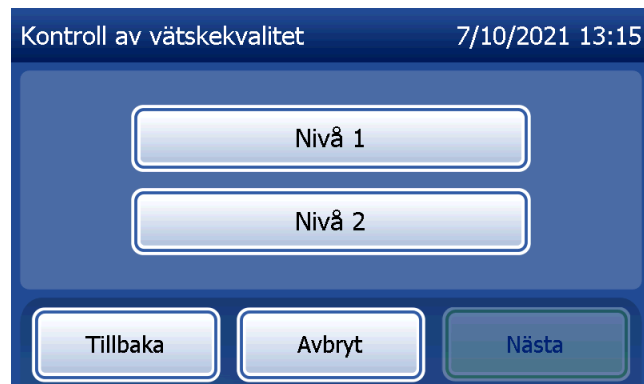 Kontroll av vätskekvalitet 7/10/2021 13:15
Nivå 1
Nivå 2
Tillbaka Avbryt Nästa